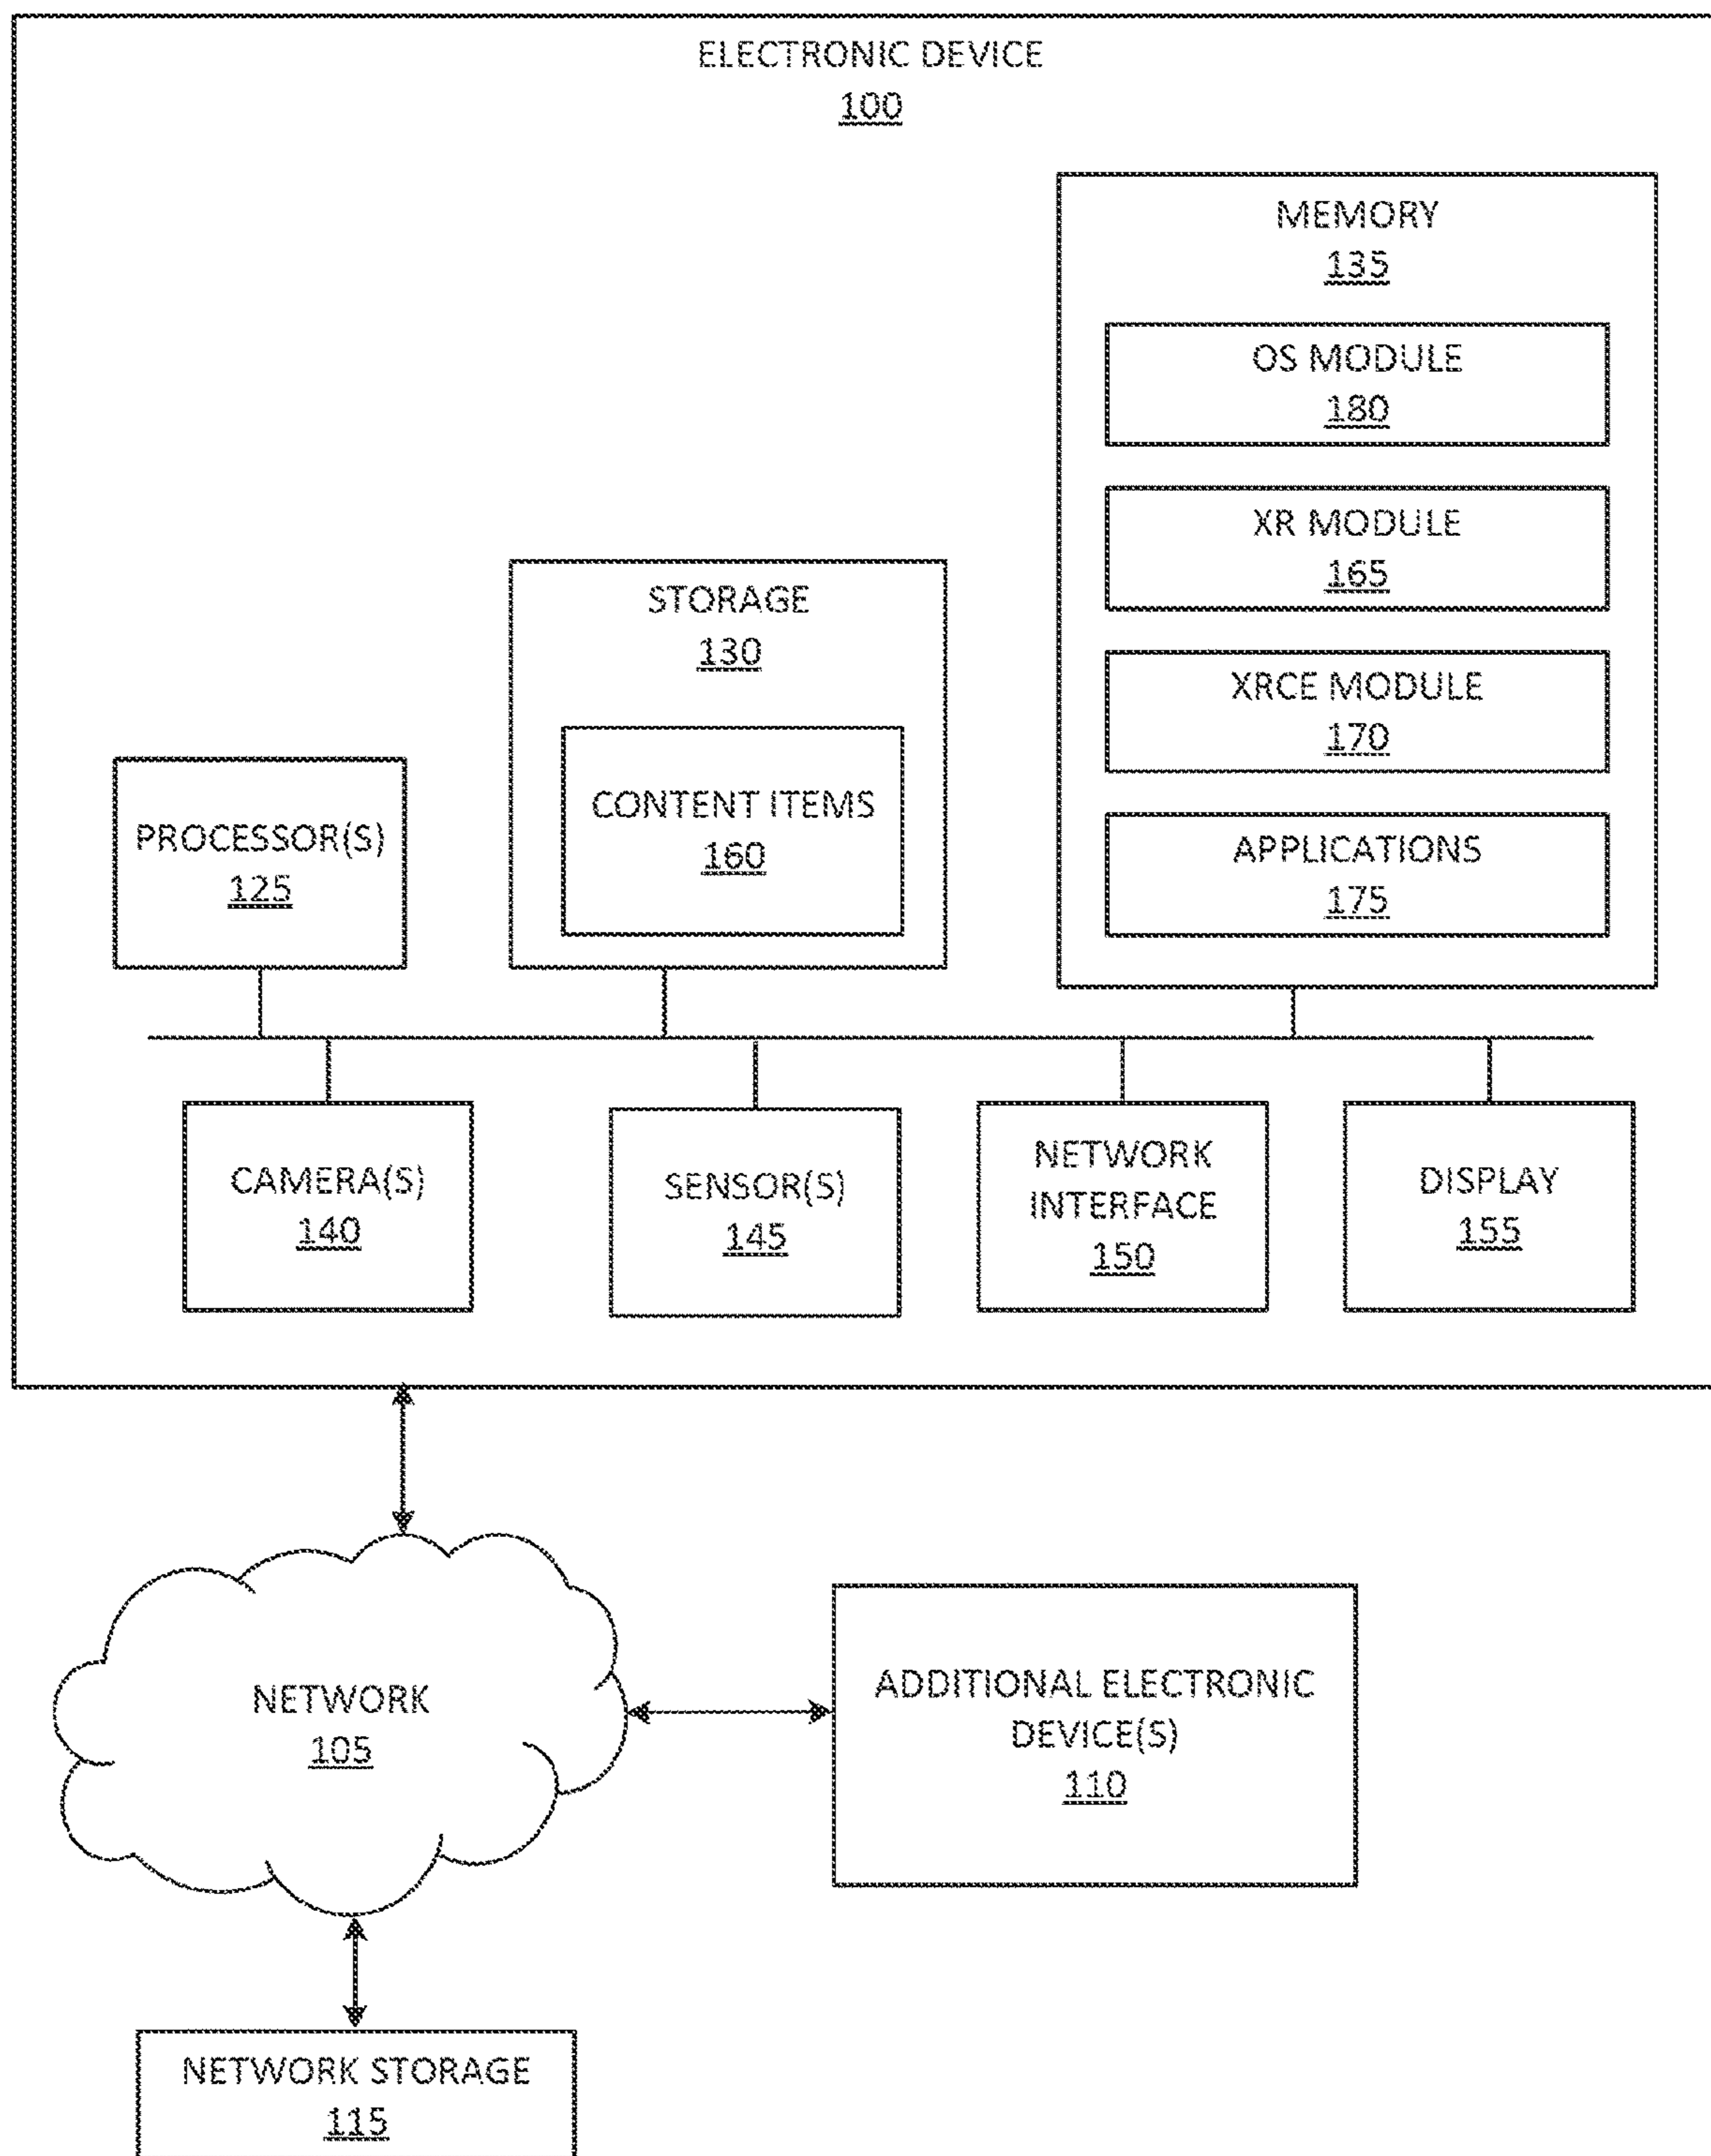 ELECTRONIC DEVICE
100
MEMORY
135
OS MODULE
180
XR MODULE
165
XRCE MODULE
170
APPLICATIONS
175
STORAGE
130
CONTENT ITEMS
160
PROCESSOR(S)
125
CAMERA(S)
140
SENSOR(S)
145
NETWORK
INTERFACE
150
DISPLAY
155
NETWORK
105
ADDITIONAL ELECTRONIC
DEVICE(S)
110
NETWORK STORAGE
115